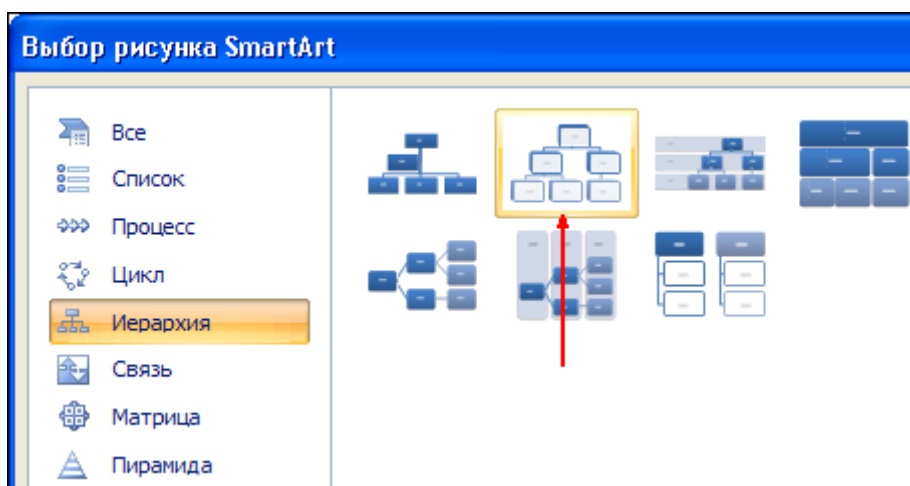 Выбор рисунка SmartArt
Все
Список
Процесс
Цикл
Иерархия
Связь
Матрица
Пирамида